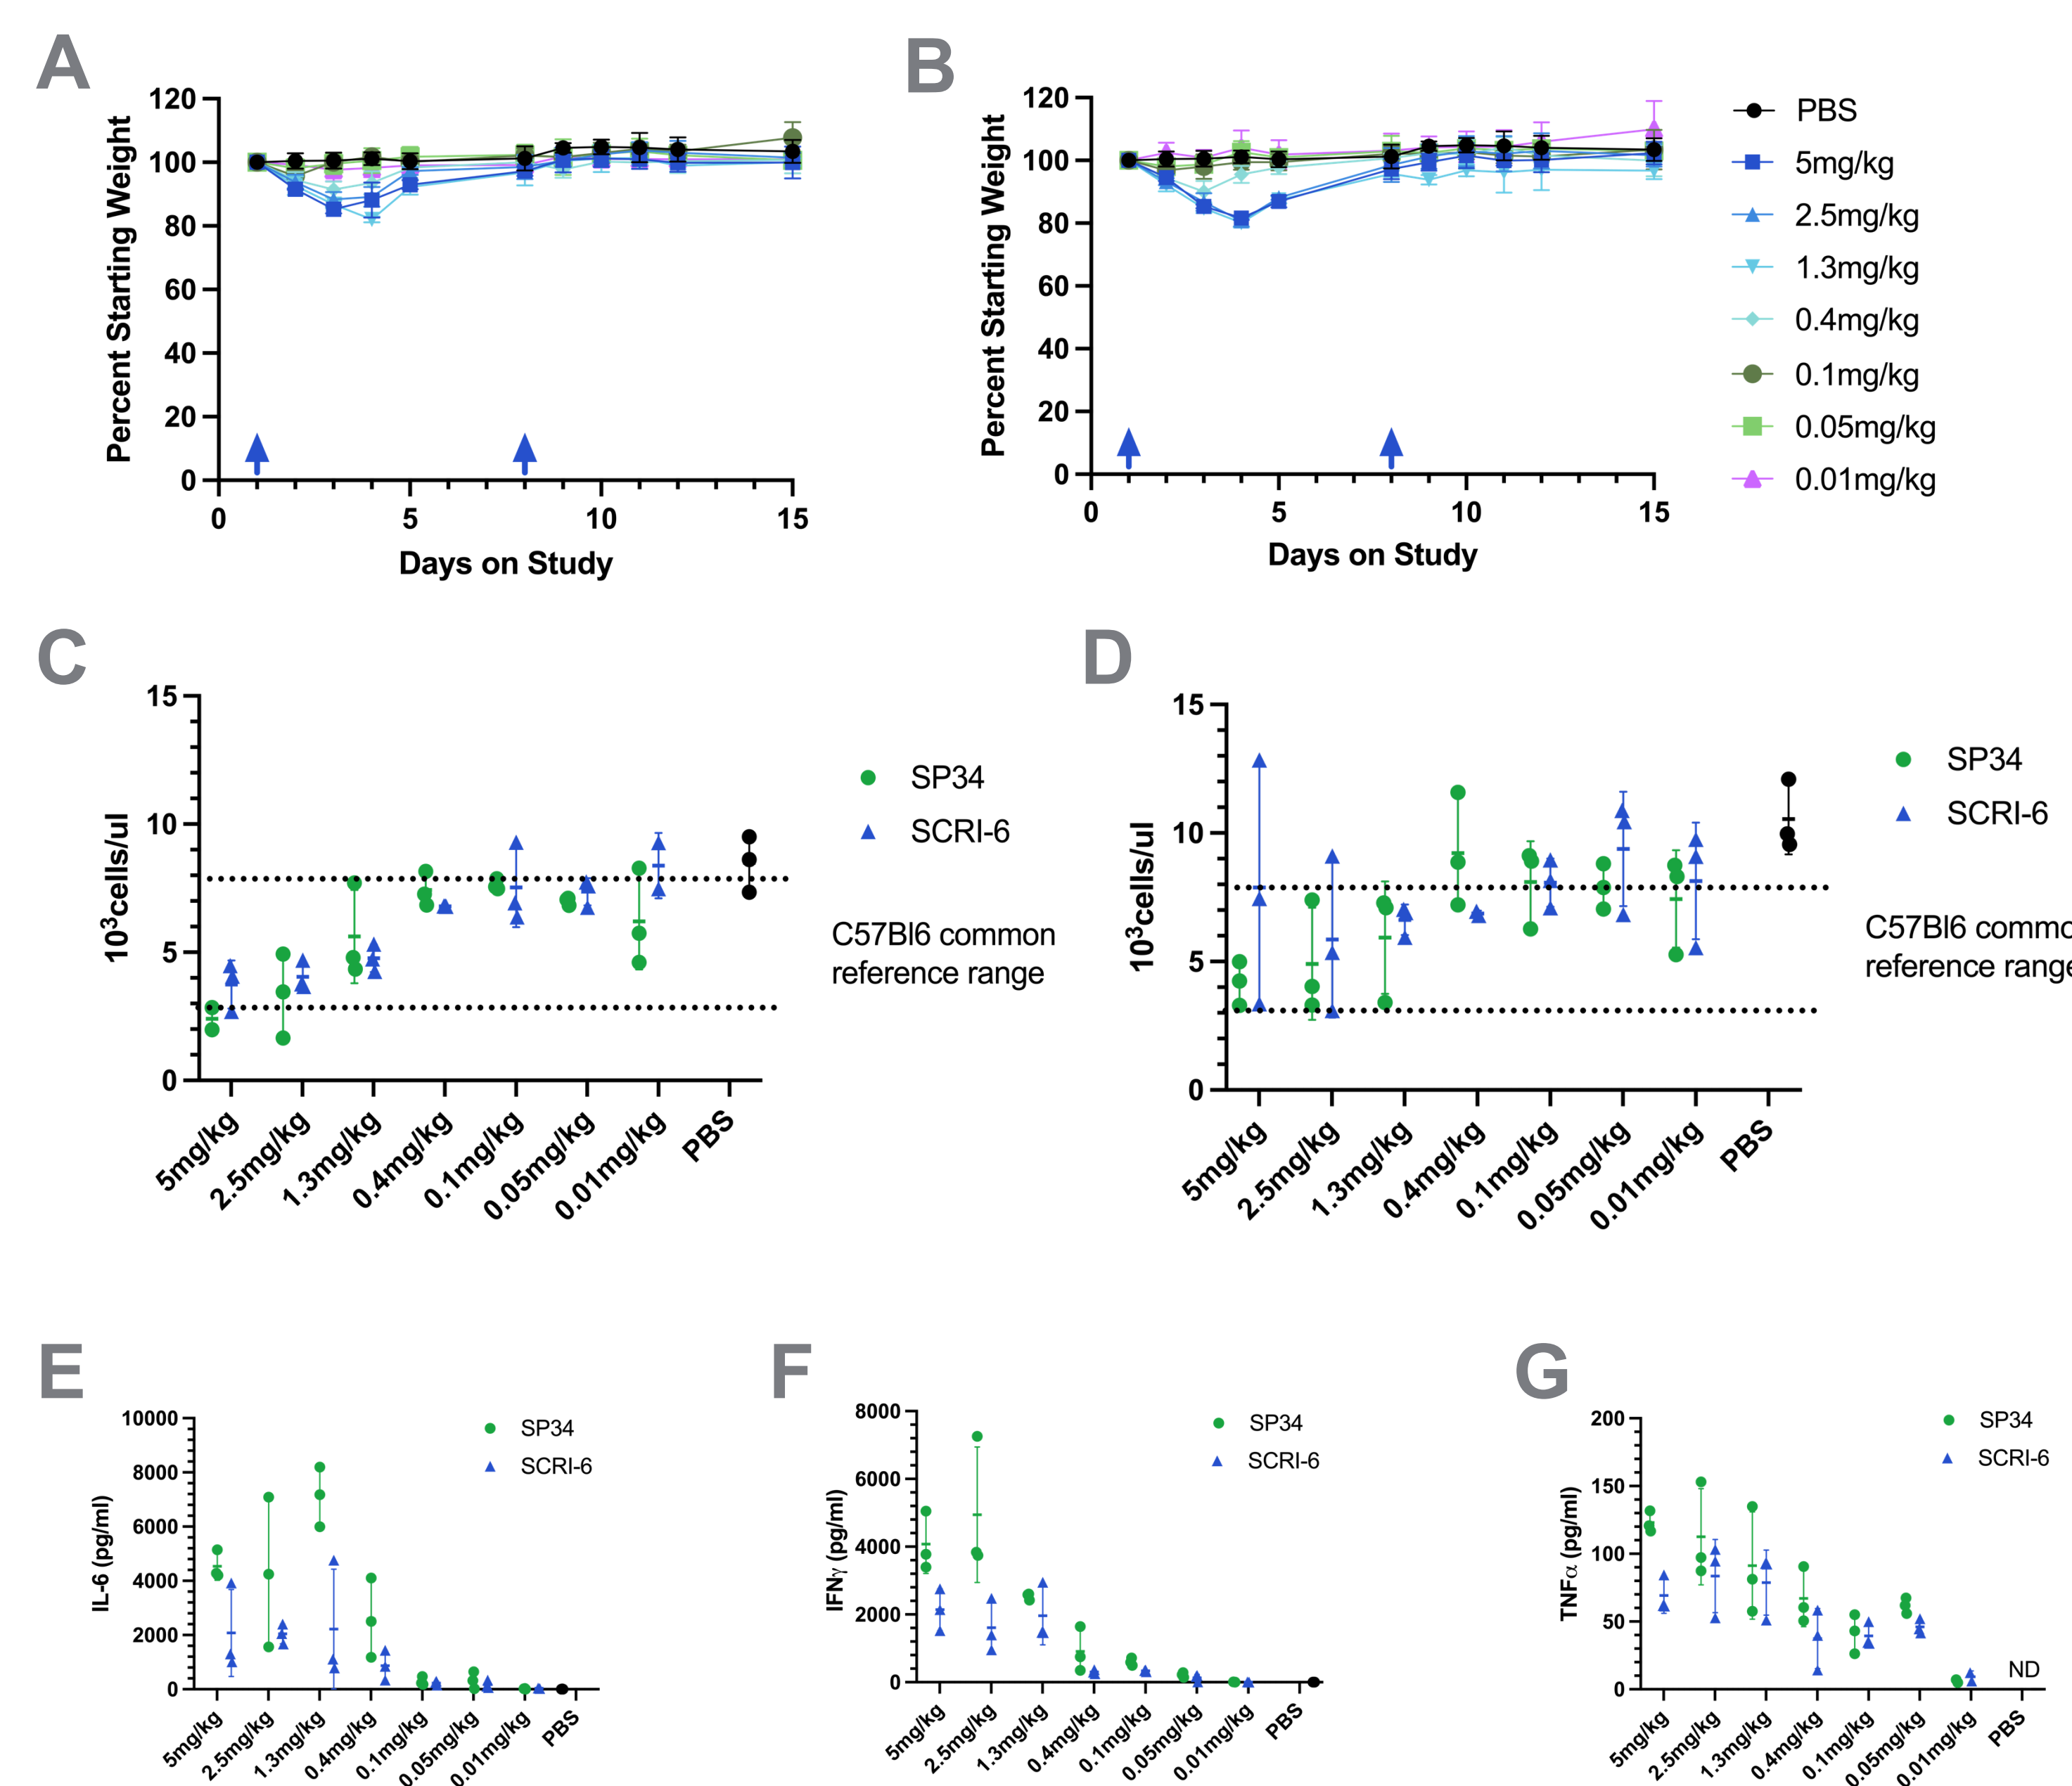 A
B
120
100
80
60
40
20
0
Percent Starting Weight
0
5
10
15
Days on Study
120
100
80
60
40
20
0
Percent Starting Weight
0
5
10
15
Days on Study
PBS
5mg/kg
2.5mg/kg
1.3mg/kg
0.4mg/kg
0.1mg/kg
0.05mg/kg
0.01mg/kg
C
D
15
10
5
0
10³cells/ul
SP34
SCRI-6
C57Bl6 common
reference range
5mg/kg
2.5mg/kg
1.3mg/kg
0.4mg/kg
0.1mg/kg
0.05mg/kg
0.01mg/kg
PBS
15
10
5
0
10³cells/ul
SP34
SCRI-6
C57Bl6 commo
reference range
5mg/kg
2.5mg/kg
1.3mg/kg
0.4mg/kg
0.1mg/kg
0.05mg/kg
0.01mg/kg
PBS
E
F
G
10000
8000
6000
4000
2000
0
IL-6 (pg/ml)
SP34
SCRI-6
5mg/kg
2.5mg/kg
1.3mg/kg
0.4mg/kg
0.1mg/kg
0.05mg/kg
0.01mg/kg
PBS
8000
6000
4000
2000
0
IFNγ (pg/ml)
SP34
SCRI-6
5mg/kg
2.5mg/kg
1.3mg/kg
0.4mg/kg
0.1mg/kg
0.05mg/kg
0.01mg/kg
PBS
200
150
100
50
0
TNFα (pg/ml)
SP34
SCRI-6
ND
5mg/kg
2.5mg/kg
1.3mg/kg
0.4mg/kg
0.1mg/kg
0.05mg/kg
0.01mg/kg
PBS